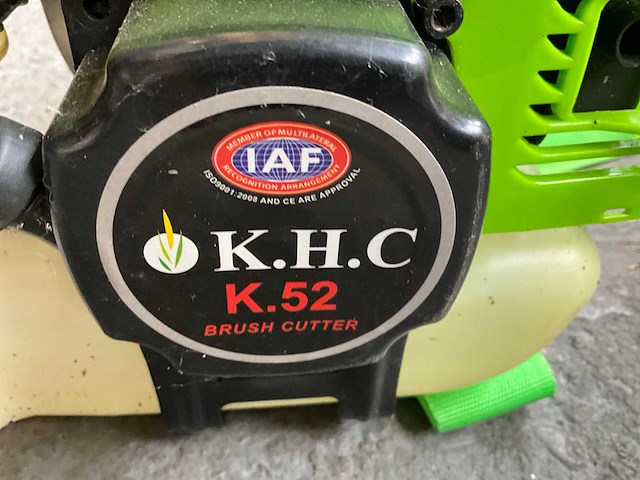 MEMBER OF MULTILATERAL
IAF
RECOGNITION ARRANGEMENT
ISO9001:2008 AND CE ARE APPROVAL
K.H.C
K.52
BRUSH CUTTER